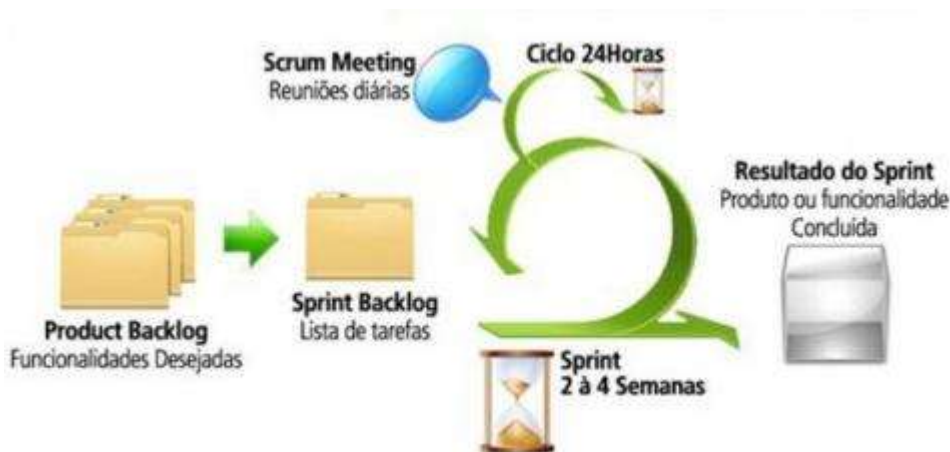 Scrum Meeting
Reuniões diárias
Ciclo 24Horas
Resultado do Sprint
Produto ou funcionalidade
Concluída
Product Backlog
Funcionalidades Desejadas
Sprint Backlog
Lista de tarefas
Sprint
2 à 4 Semanas